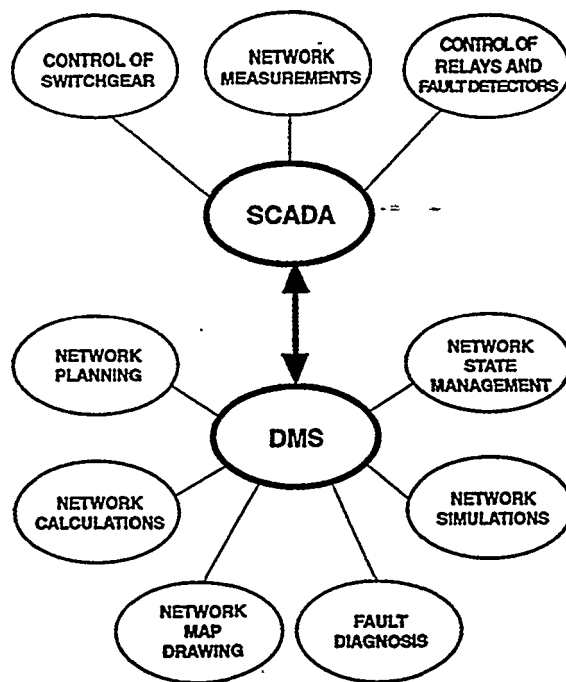 CONTROL OF
SWITCHGEAR
NETWORK
MEASUREMENTS
CONTROL OF
RELAYS AND
FAULT DETECTORS
SCADA
NETWORK
PLANNING
NETWORK
STATE
MANAGEMENT
DMS
NETWORK
CALCULATIONS
NETWORK
SIMULATIONS
NETWORK
MAP
DRAWING
FAULT
DIAGNOSIS